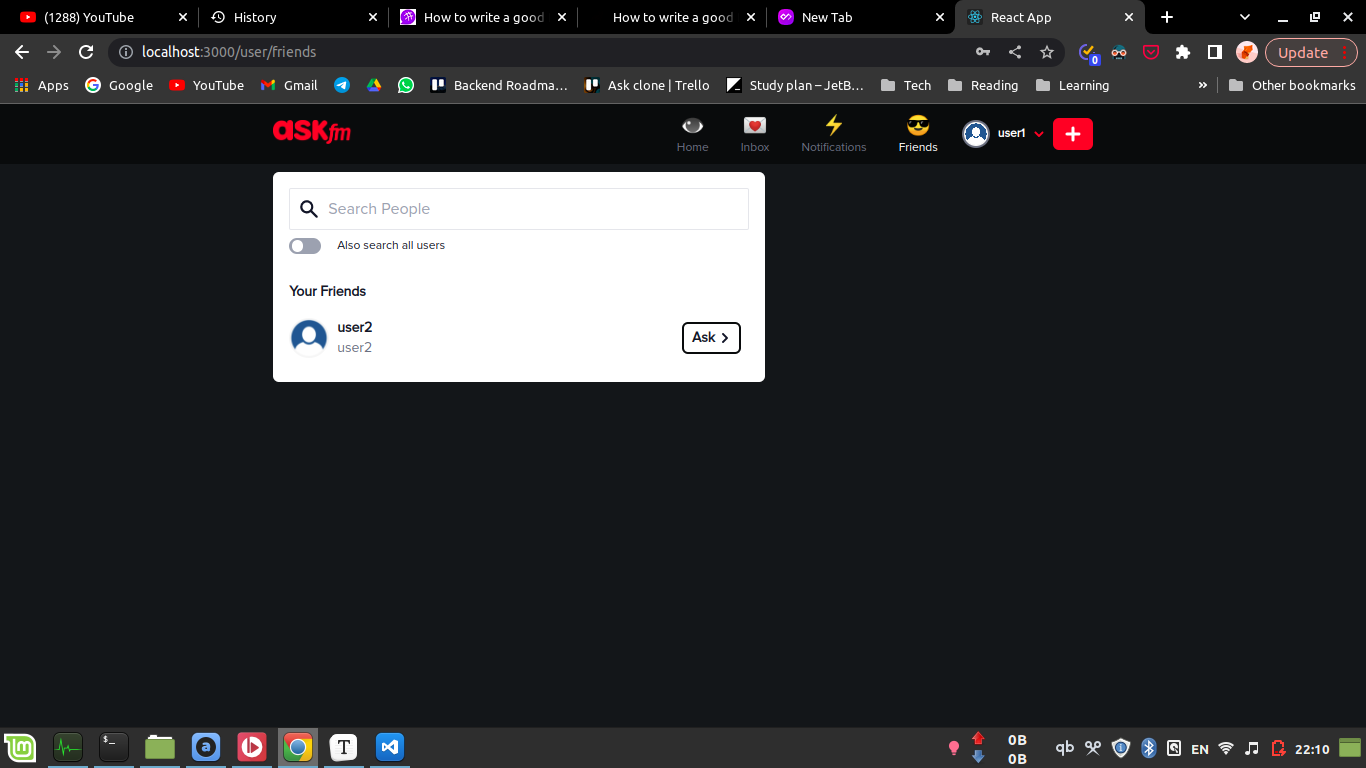 (1288) YouTube
History
How to write a good
How to write a good
New Tab
React App
localhost:3000/user/friends
0
Update
Apps
Google
YouTube
Gmail
Backend Roadma...
Ask clone | Trello
Study plan – JetB...
Tech
Reading
Learning
»
Other bookmarks
ASKfm
Home
Inbox
Notifications
Friends
user1
Search People
Also search all users
Your Friends
user2
user2
Ask
$_
a
T
0B
0B
qb
EN
22:10